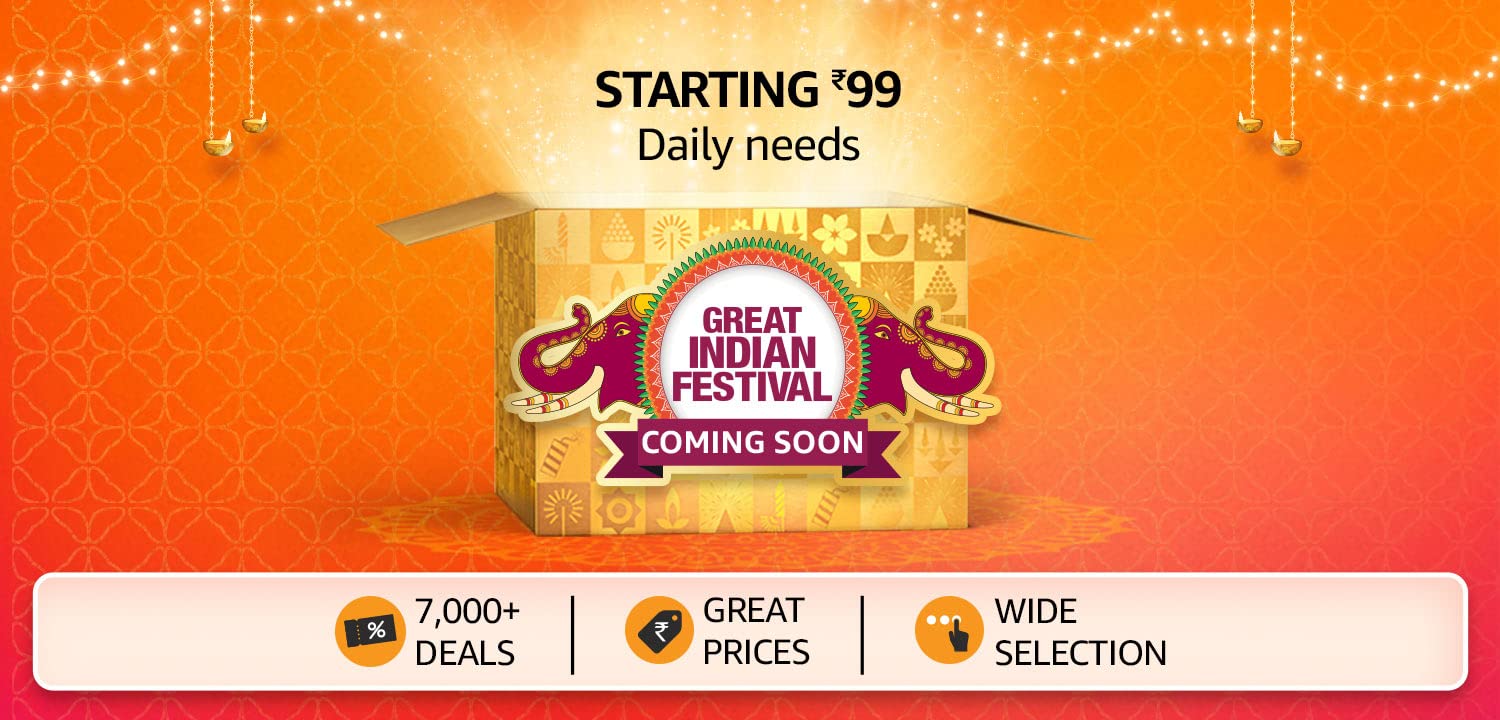 STARTING ₹99
Daily needs
GREAT
INDIAN
FESTIVAL
COMING SOON
%
7,000+
DEALS
₹
GREAT
PRICES
WIDE
SELECTION